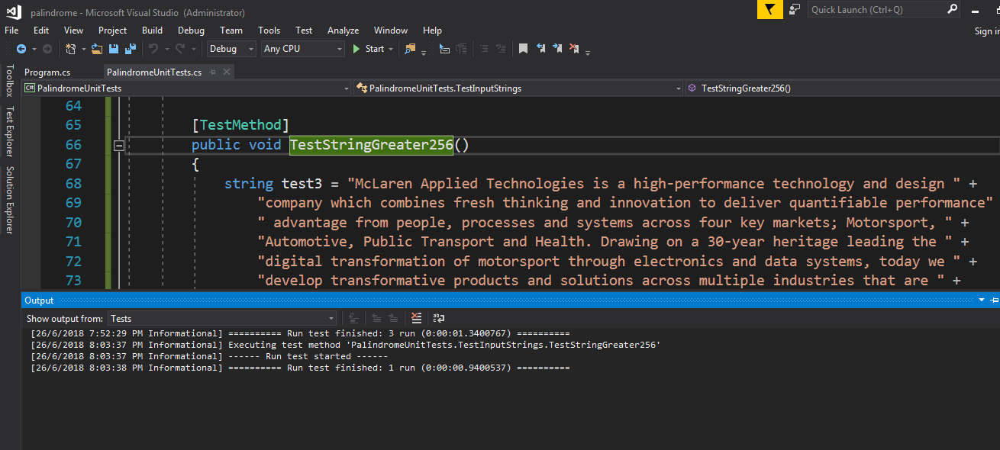 palindrome - Microsoft Visual Studio (Administrator)
Quick Launch (Ctrl+Q)
File Edit View Project Build Debug Team Tools Test Analyze Window Help
Sign in
Debug Any CPU Start
Toolbox
Test Explorer
Solution Explorer
Program.cs PalindromeUnitTests.cs
C# PalindromeUnitTests PalindromeUnitTests.TestInputStrings TestStringGreater256()
64
65 [TestMethod]
66 public void TestStringGreater256()
67 {
68 string test3 = "McLaren Applied Technologies is a high-performance technology and design " +
69 "company which combines fresh thinking and innovation to deliver quantifiable performance"
70 " advantage from people, processes and systems across four key markets; Motorsport, " +
71 "Automotive, Public Transport and Health. Drawing on a 30-year heritage leading the " +
72 "digital transformation of motorsport through electronics and data systems, today we " +
73 "develop transformative products and solutions across multiple industries that are " +
Output
Show output from: Tests
[26/6/2018 7:52:29 PM Informational] ========== Run test finished: 3 run (0:00:01.3400767) ==========
[26/6/2018 8:03:37 PM Informational] Executing test method 'PalindromeUnitTests.TestInputStrings.TestStringGreater256'
[26/6/2018 8:03:37 PM Informational] ------ Run test started ------
[26/6/2018 8:03:38 PM Informational] ========== Run test finished: 1 run (0:00:00.9400537) ==========